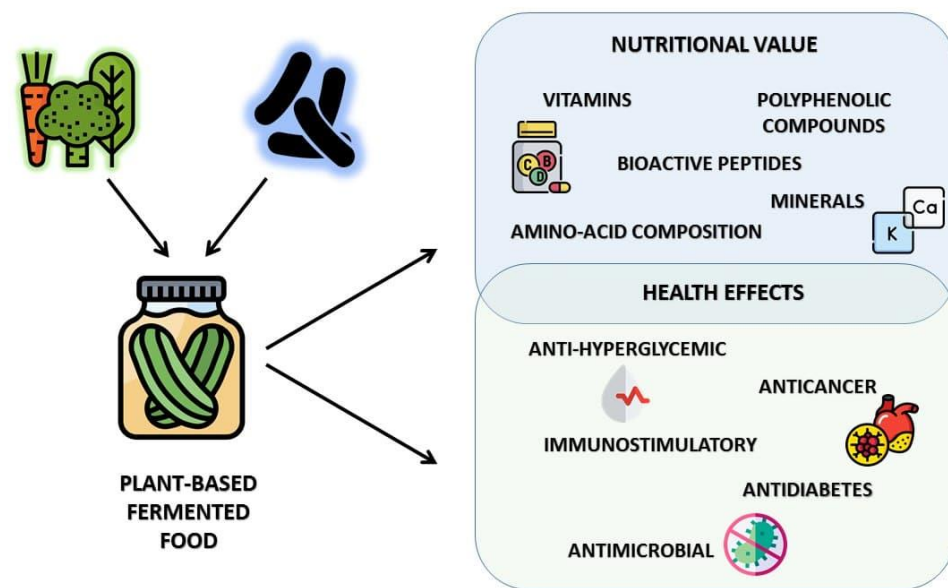 NUTRITIONAL VALUE
VITAMINS
POLYPHENOLIC
COMPOUNDS
C B
D
BIOACTIVE PEPTIDES
MINERALS
Ca
K
AMINO-ACID COMPOSITION
HEALTH EFFECTS
ANTI-HYPERGLYCEMIC
ANTICANCER
IMMUNOSTIMULATORY
ANTIDIABETES
ANTIMICROBIAL
PLANT-BASED
FERMENTED
FOOD